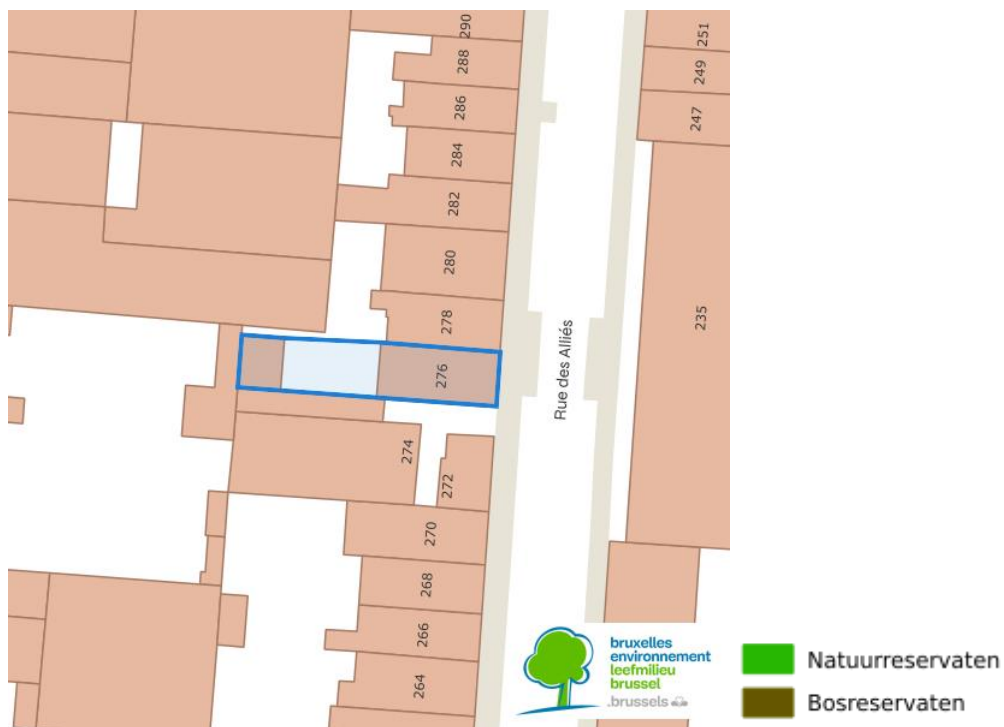 290
288
286
284
282
280
278
276
274
272
270
268
266
264
251
249
247
235
Rue des Alliés
bruxelles
environnement
leefmilieu
brussel
.brussels
Natuurreservaten
Bosreservaten